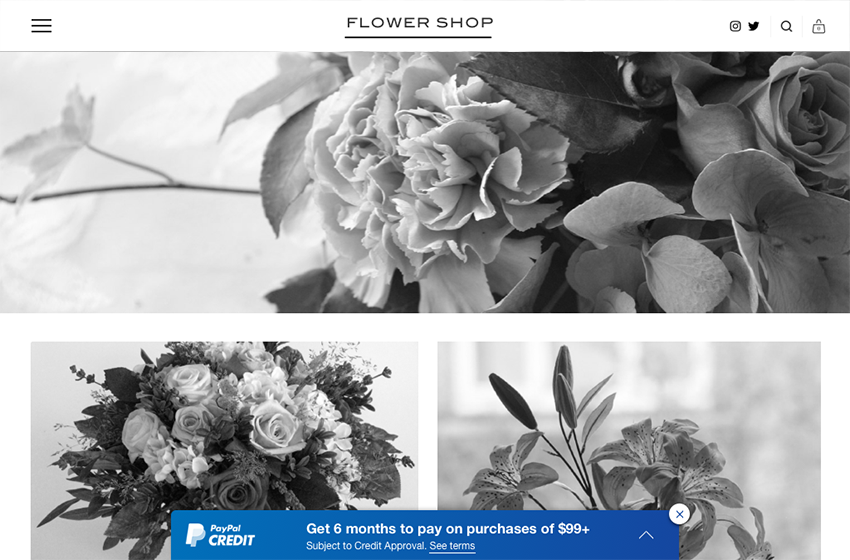 FLOWER SHOP
0
PayPal
CREDIT
Get 6 months to pay on purchases of $99+
Subject to Credit Approval. See terms